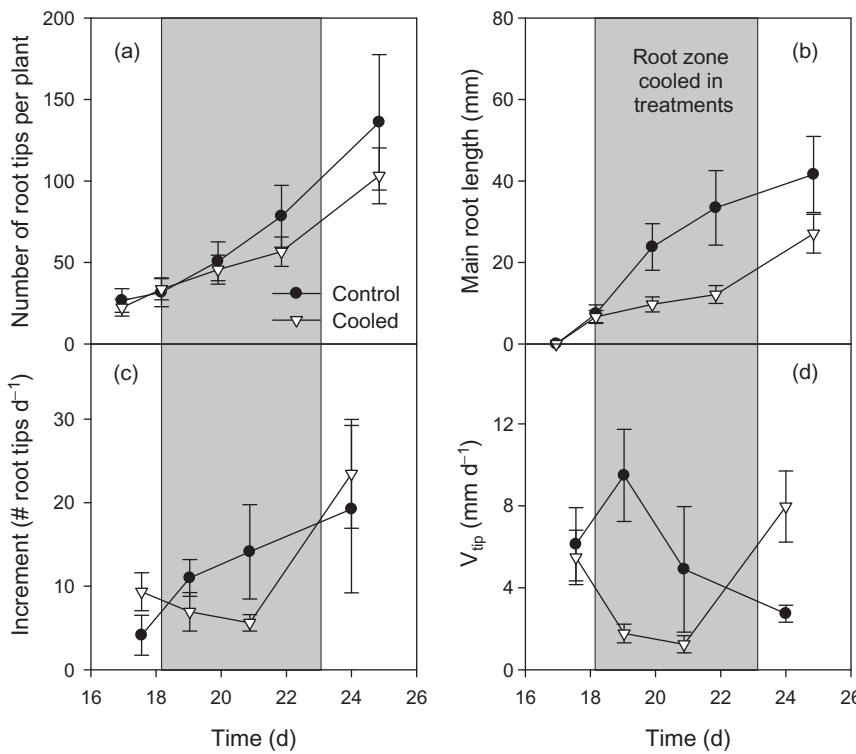 Number of root tips per plant
200
150
100
50
0
(a)
Control
Cooled
Main root length (mm)
80
60
40
20
0
Root zone
cooled in
treatments
(b)
Increment (# root tips d⁻¹)
30
20
10
0
(c)
16 18 20 22 24 26
Time (d)
V_tip (mm d⁻¹)
12
8
4
0
(d)
16 18 20 22 24 26
Time (d)